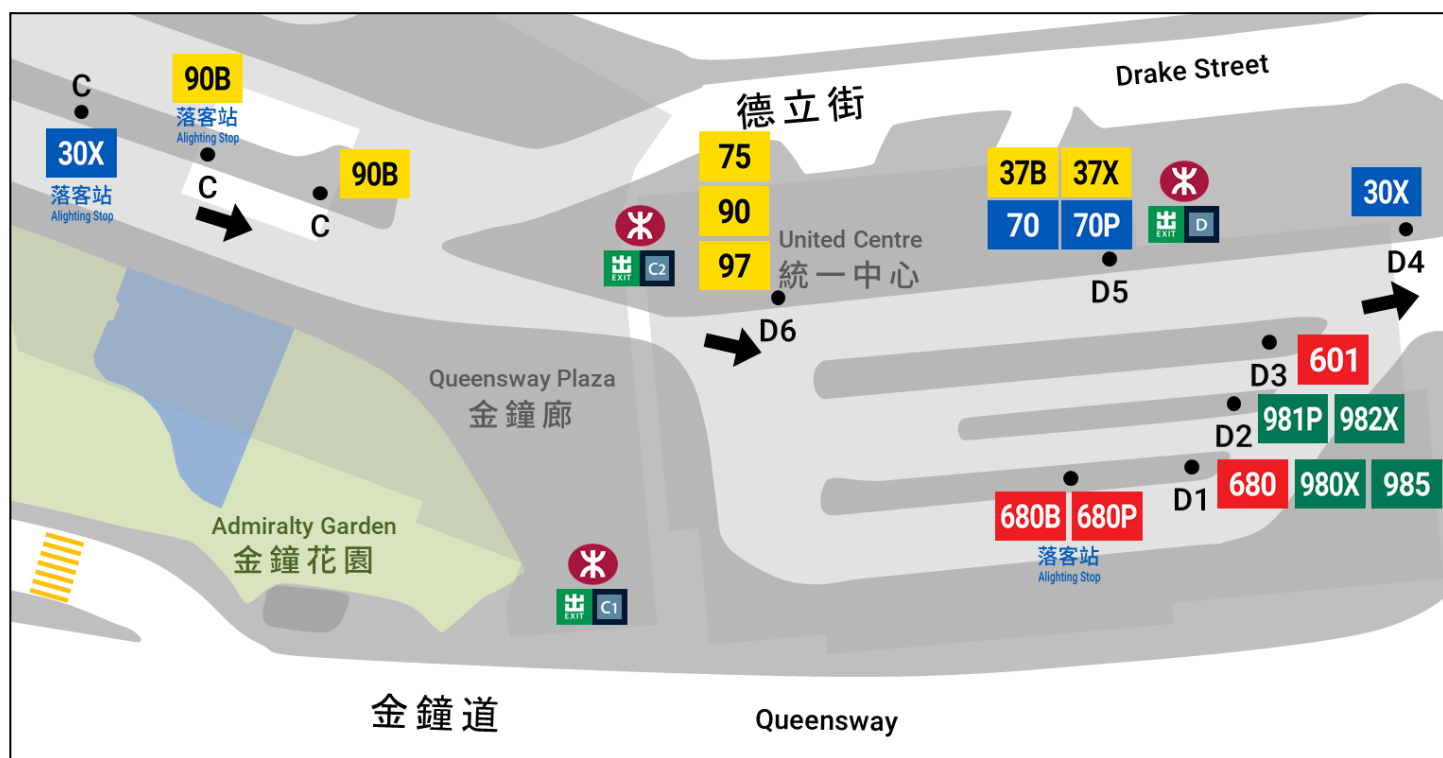 C
90B
落客站
Alighting Stop
30X
落客站
Alighting Stop
C
90B
C
Drake Street
德立街
75
90
97
出
EXIT
C2
United Centre
統一中心
D6
37B
37X
70
70P
出
EXIT
D
D5
30X
D4
Queensway Plaza
金鐘廊
601
D3
981P
982X
D2
680
980X
985
D1
680B
680P
落客站
Alighting Stop
Admiralty Garden
金鐘花園
出
EXIT
C1
金鐘道
Queensway